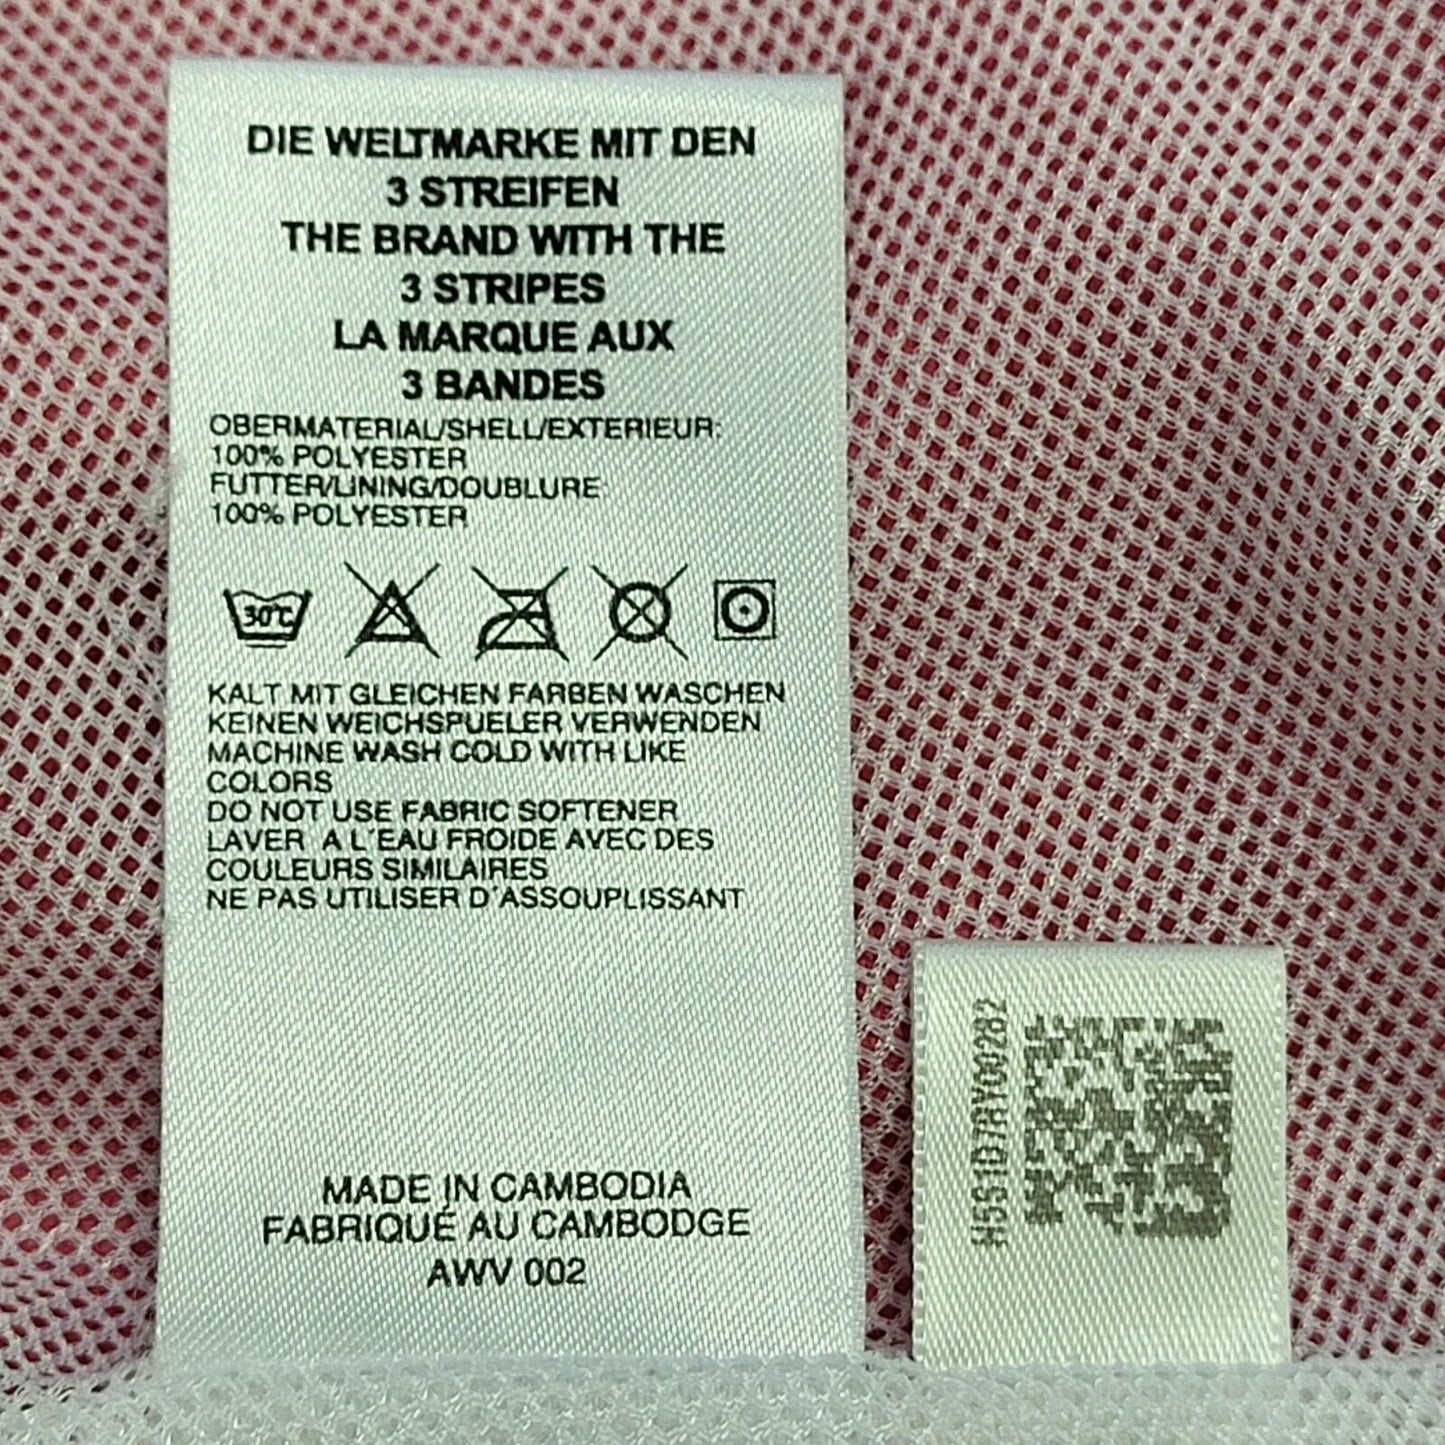 DIE WELTMARKE MIT DEN
3 STREIFEN
THE BRAND WITH THE
3 STRIPES
LA MARQUE AUX
3 BANDES
OBERMATERIAL/SHELL/EXTERIEUR:
100% POLYESTER
FUTTER/LINING/DOUBLURE:
100% POLYESTER
30°C
KALT MIT GLEICHEN FARBEN WASCHEN
KEINEN WEICHSPUELER VERWENDEN
MACHINE WASH COLD WITH LIKE
COLORS
DO NOT USE FABRIC SOFTENER
LAVER A L'EAU FROIDE AVEC DES
COULEURS SIMILAIRES
NE PAS UTILISER D'ASSOUPLISSANT
MADE IN CAMBODIA
FABRIQUÉ AU CAMBODGE
AWV 002
H5S1D7RY00282